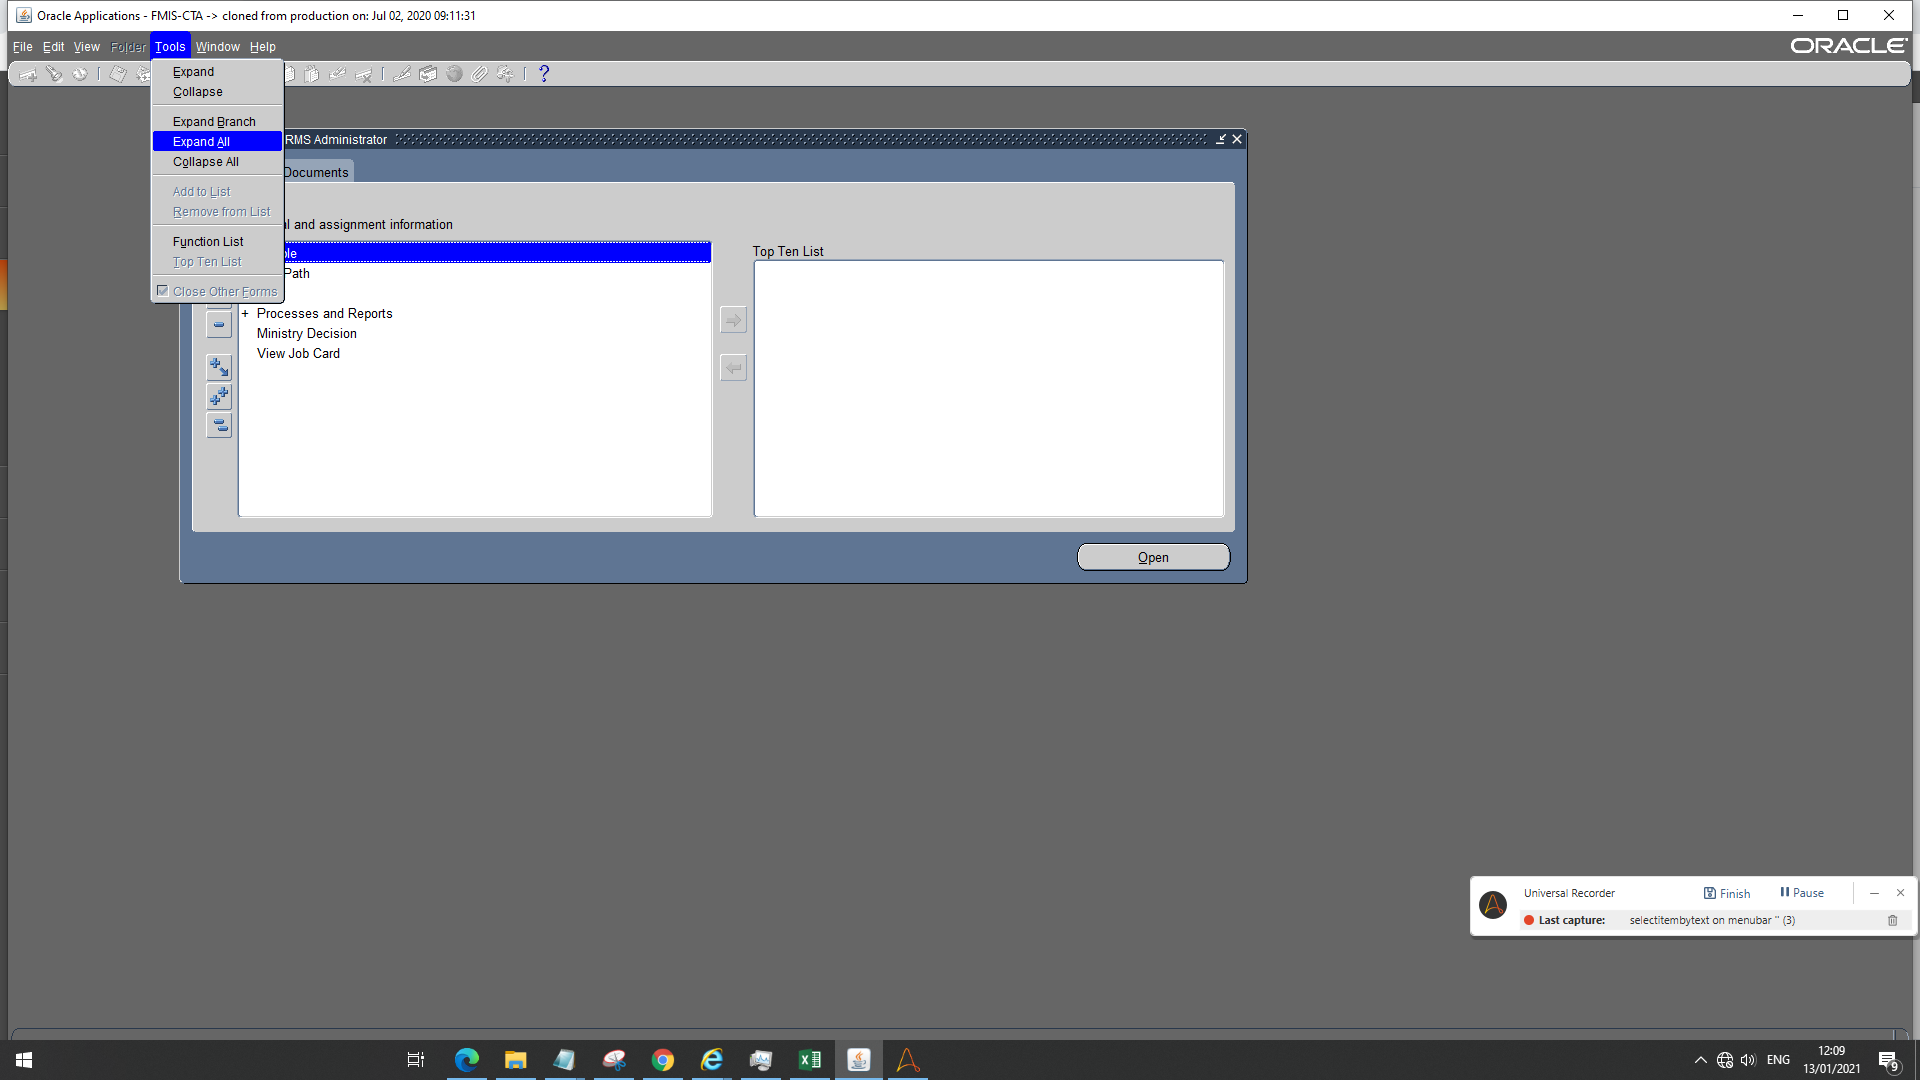 Oracle Applications - FMIS-CTA -> cloned from production on: Jul 02, 2020 09:11:31
File Edit View Folder Tools Window Help
ORACLE
?
Expand
Collapse
Expand Branch
Expand All
Collapse All
Add to List
Remove from List
Function List
Top Ten List
Close Other Forms
RMS Administrator
Documents
and assignment information
Path
+ Processes and Reports
Ministry Decision
View Job Card
Top Ten List
Open
Universal Recorder
Finish
Pause
Last capture: selectitembytext on menubar '' (3)
ENG
12:09
13/01/2021
9